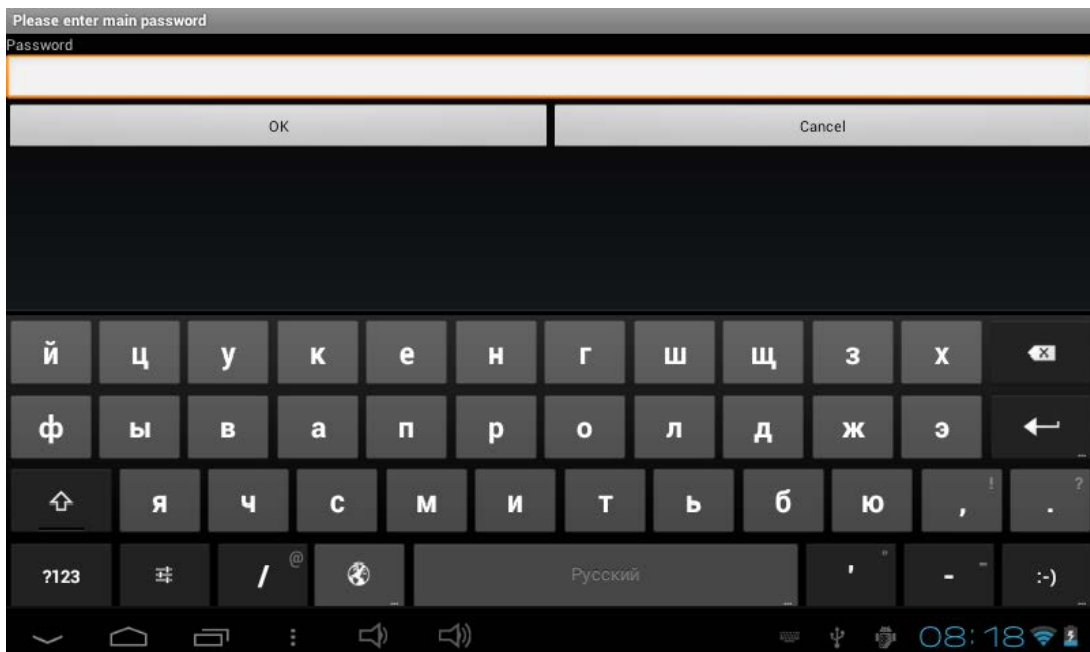 Please enter main password
Password
OK Cancel
й ц у к е н г ш щ з х
ф ы в а п р о л д ж э
я ч с м и т ь б ю , ! . ?
?123 / @ Русский ' " - _ :-)
08:18